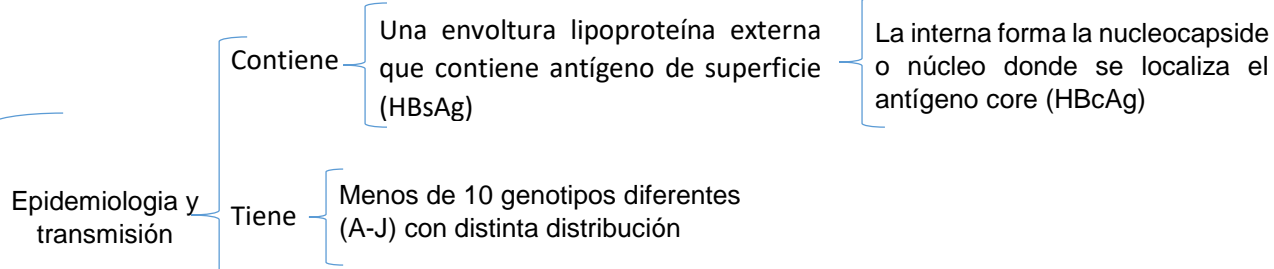 Contiene
Una envoltura lipoproteína externa
que contiene antígeno de superficie
(HBsAg)
La interna forma la nucleocapside
o núcleo donde se localiza el
antígeno core (HBcAg)
Epidemiologia y
transmisión
Tiene
Menos de 10 genotipos diferentes
(A-J) con distinta distribución